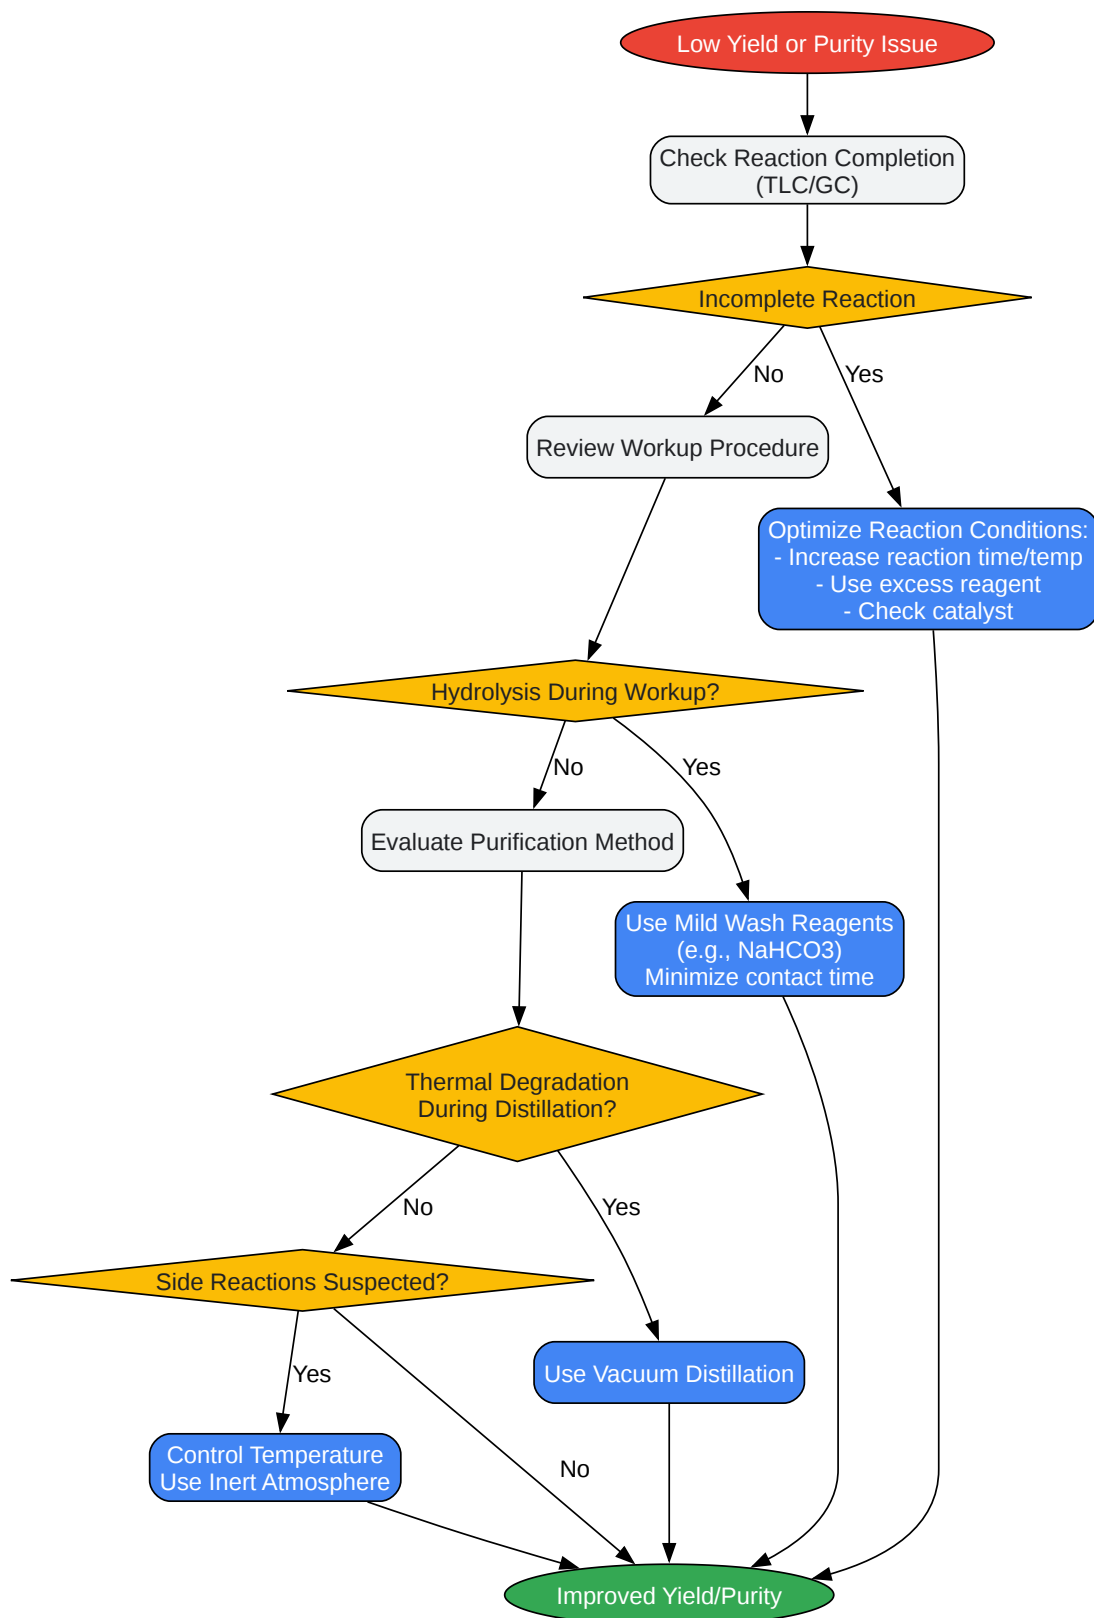 Low Yield or Purity Issue
Check Reaction Completion
(TLC/GC)
Incomplete Reaction
No
Yes
Review Workup Procedure
Optimize Reaction Conditions:
- Increase reaction time/temp
- Use excess reagent
- Check catalyst
Hydrolysis During Workup?
No
Yes
Evaluate Purification Method
Use Mild Wash Reagents
(e.g., NaHCO3)
Minimize contact time
Thermal Degradation
During Distillation?
No
Yes
Side Reactions Suspected?
Yes
Use Vacuum Distillation
Control Temperature
Use Inert Atmosphere
No
Improved Yield/Purity